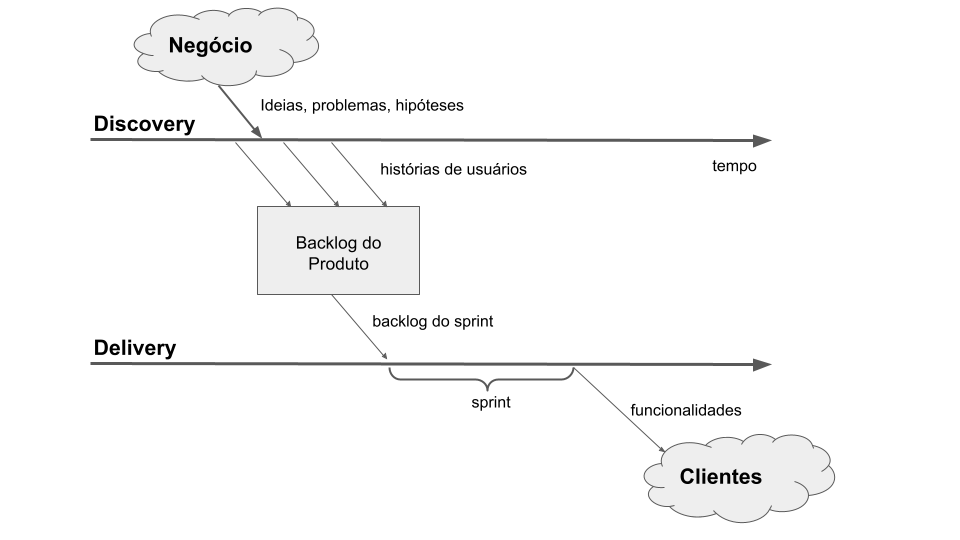 Negócio
Ideias, problemas, hipóteses
Discovery
histórias de usuários
tempo
Backlog do
Produto
backlog do sprint
Delivery
sprint
funcionalidades
Clientes